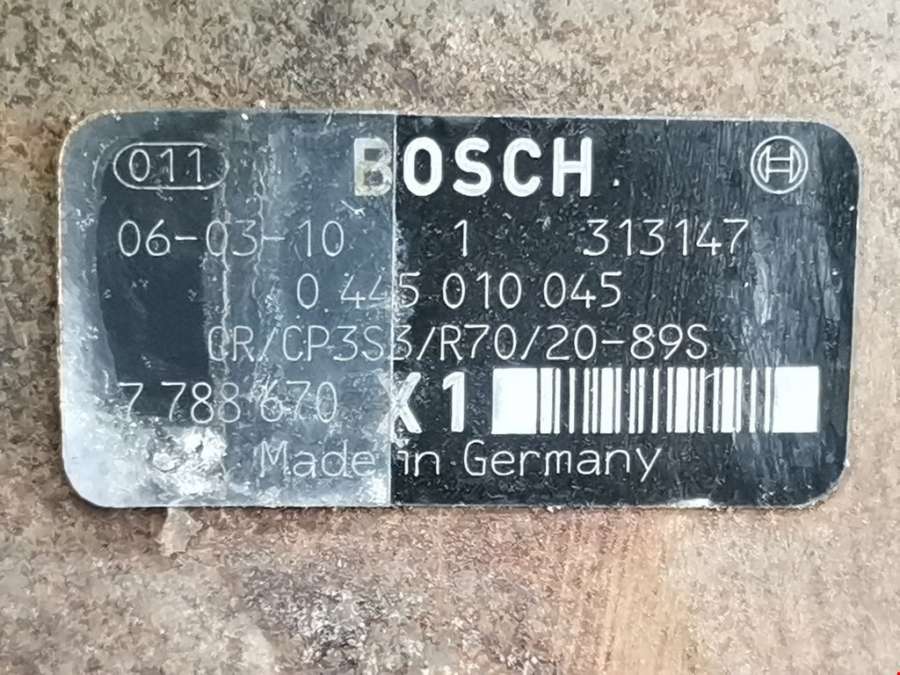 011 BOSCH
06-03-10 1 313147
0 445 010 045
CR/CP3S3/R70/20-89S
7 788 670 X1
Made in Germany